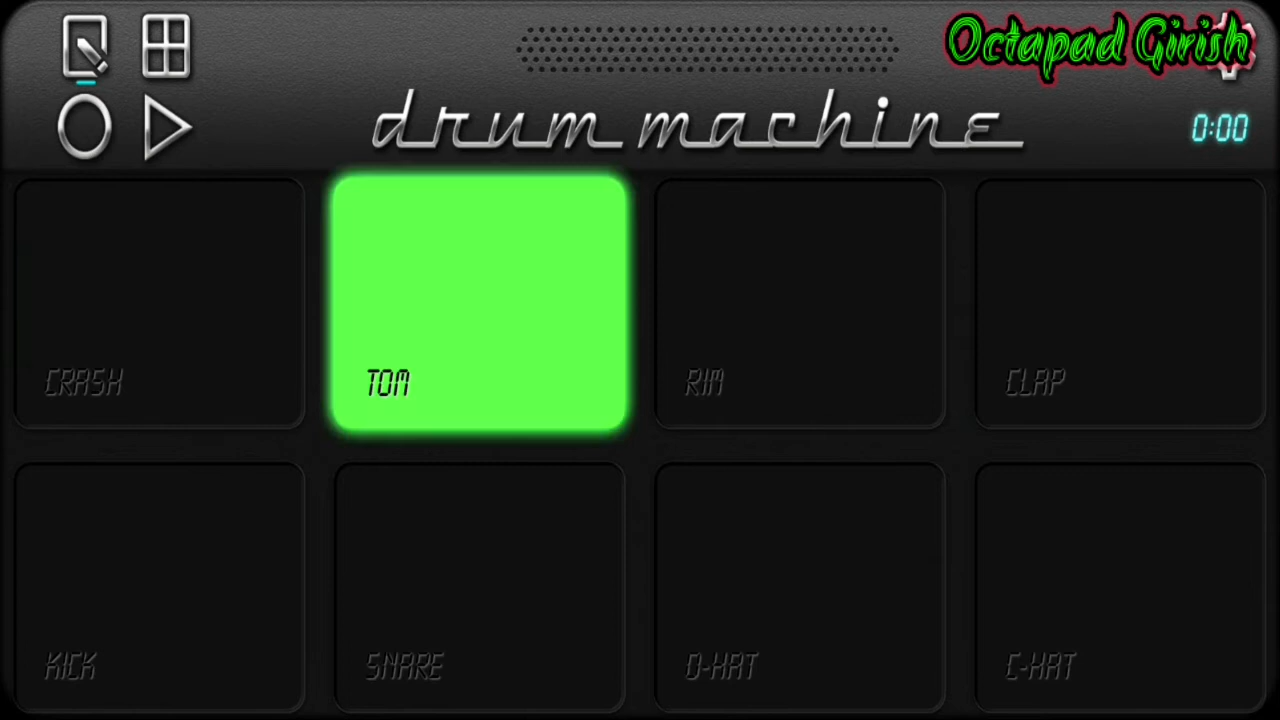 Octapad Girish
drum machine
0:00
CRASH
TOM
RIM
CLAP
KICK
SNARE
O-HAT
C-HAT